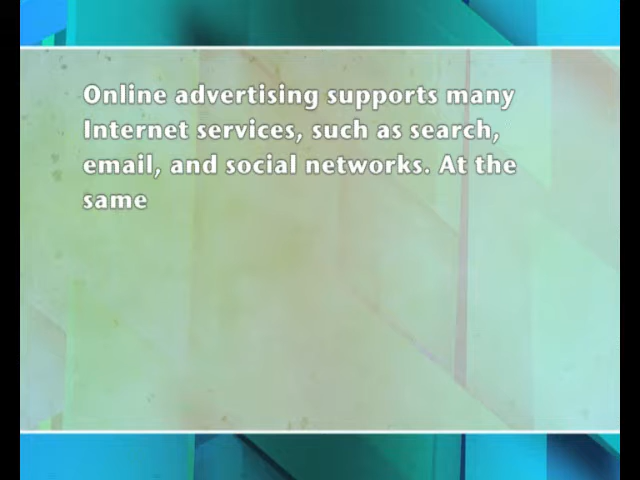 Online advertising supports many
Internet services, such as search,
email, and social networks. At the
same